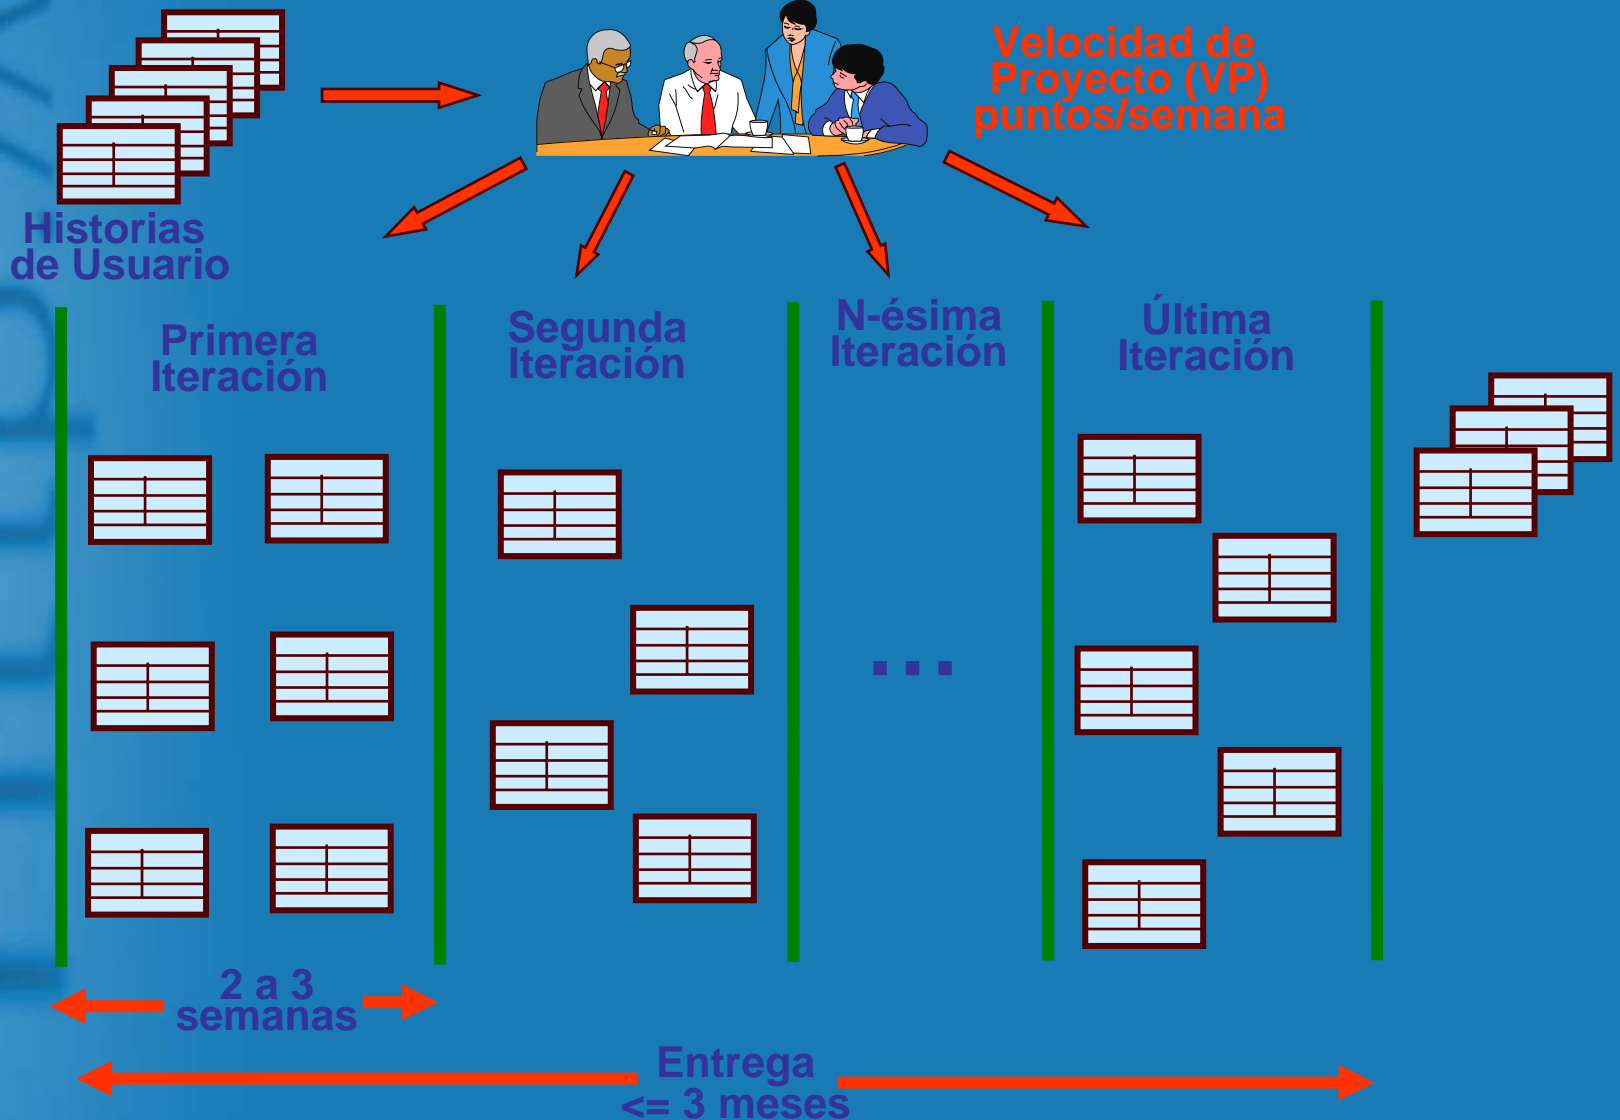 Velocidad de
Proyecto (VP)
puntos/semana
Historias
de Usuario
Primera
Iteración
Segunda
Iteración
N-ésima
Iteración
Última
Iteración
...
2 a 3
semanas
Entrega
<= 3 meses